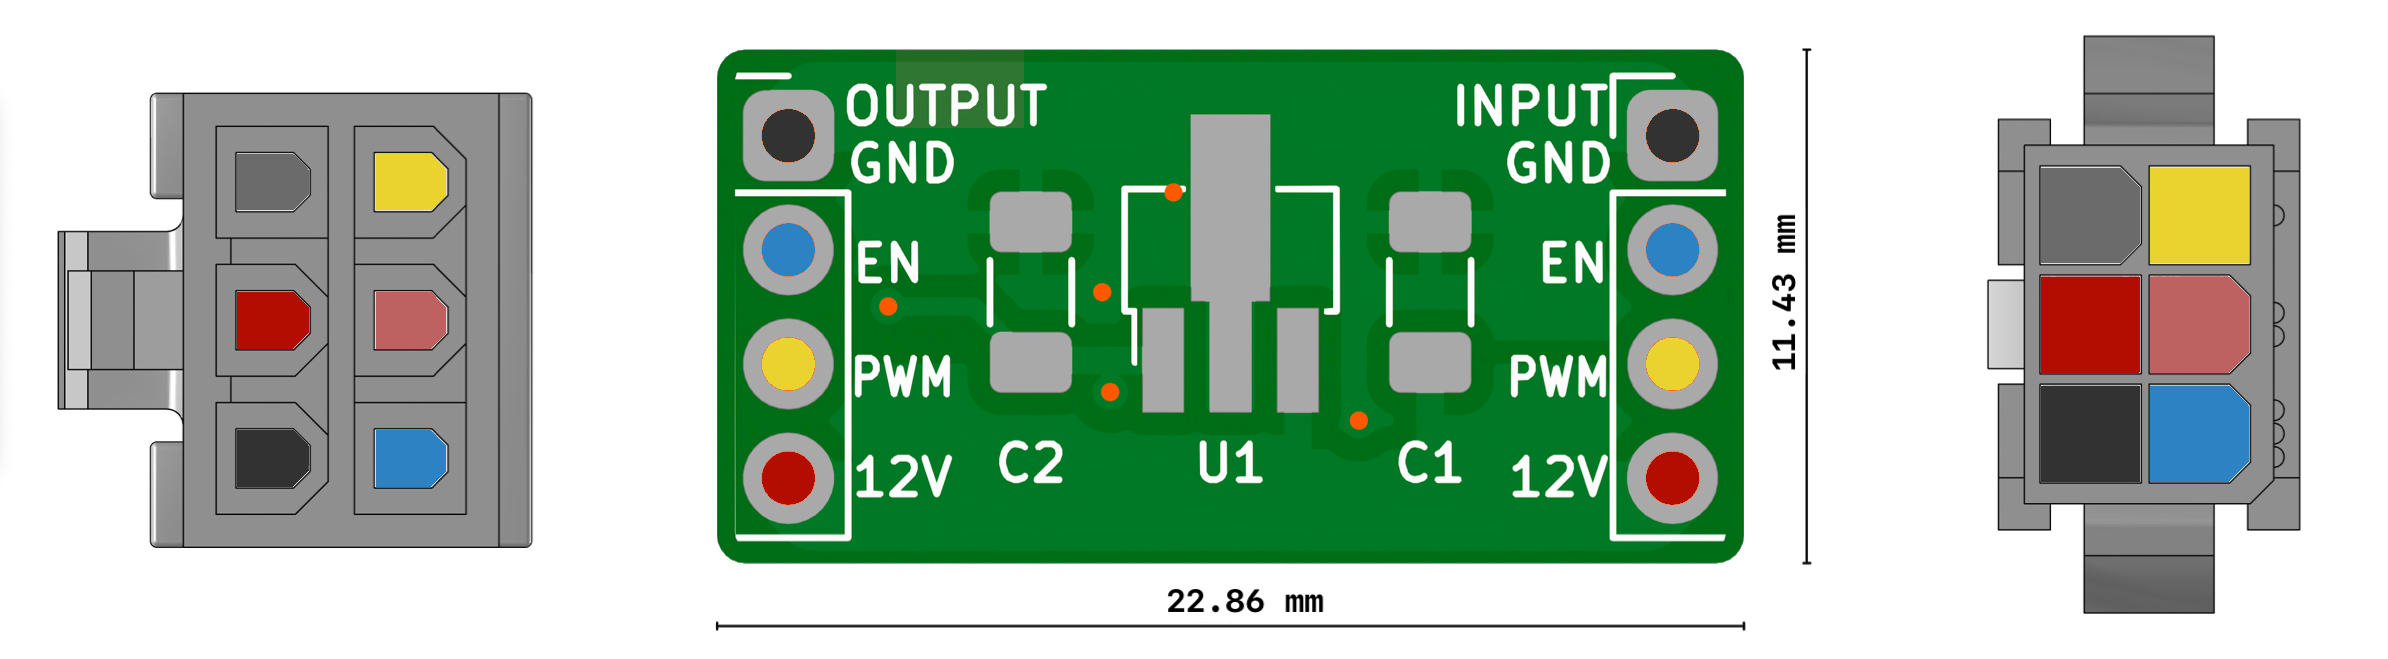 OUTPUT
GND
EN
PWM
12V
C2
U1
C1
INPUT
GND
EN
PWM
12V
11.43 mm
22.86 mm